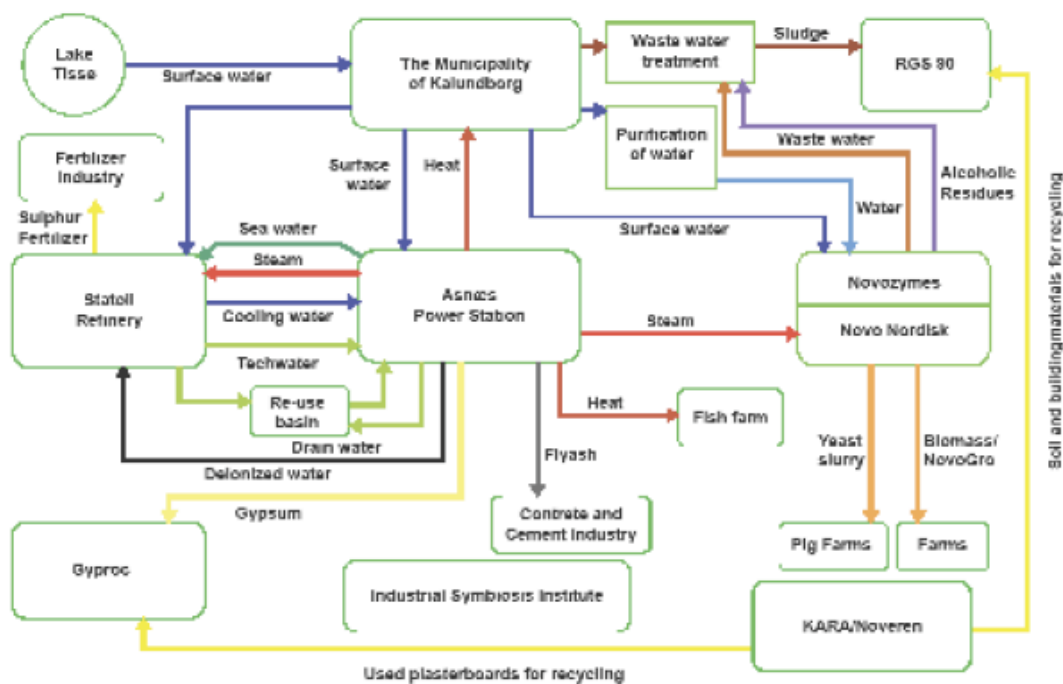 Lake
Tisse
Surface water
The Municipality
of Kalundborg
Waste water
treatment
Sludge
RGS 90
Fertilizer
Industry
Surface
water
Heat
Purification
of water
Waste water
Alcoholic
Residues
Sulphur
Fertilizer
Sea water
Surface water
Water
Steam
Statoil
Refinery
Cooling water
Asnæs
Power Station
Steam
Novozymes
Novo Nordisk
Techwater
Re-use
basin
Drain water
Deionized water
Heat
Fish farm
Flyash
Yeast
slurry
Biomass/
NovoGro
Gypsum
Contrete and
Cement Industry
Pig Farms
Farms
Gyproc
Industrial Symbiosis Institute
KARA/Noveren
Used plasterboards for recycling
Soil and buildingmaterials for recycling